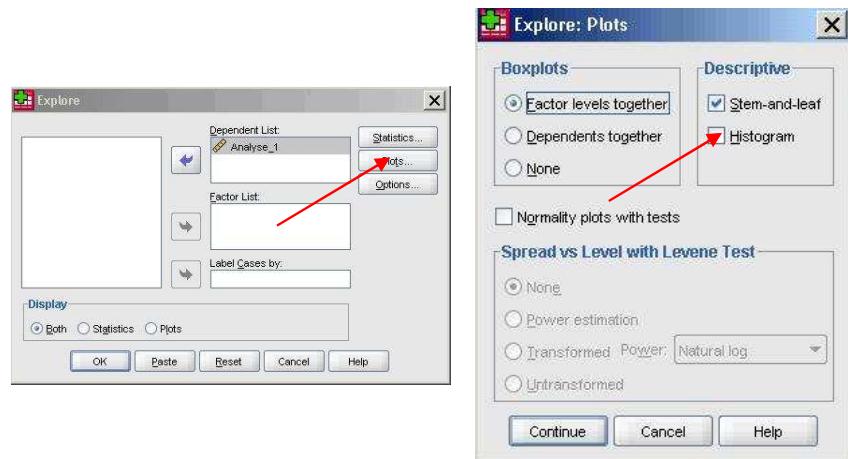 Explore
Dependent List:
Analyse_1
Statistics...
Plots...
Options...
Factor List:
Label Cases by:
Display
Both Statistics Plots
OK Paste Reset Cancel Help
Explore: Plots
Boxplots
Factor levels together
Dependents together
None
Descriptive
Stem-and-leaf
Histogram
Normality plots with tests
Spread vs Level with Levene Test
None
Power estimation
Transformed Power: Natural log
Untransformed
Continue Cancel Help